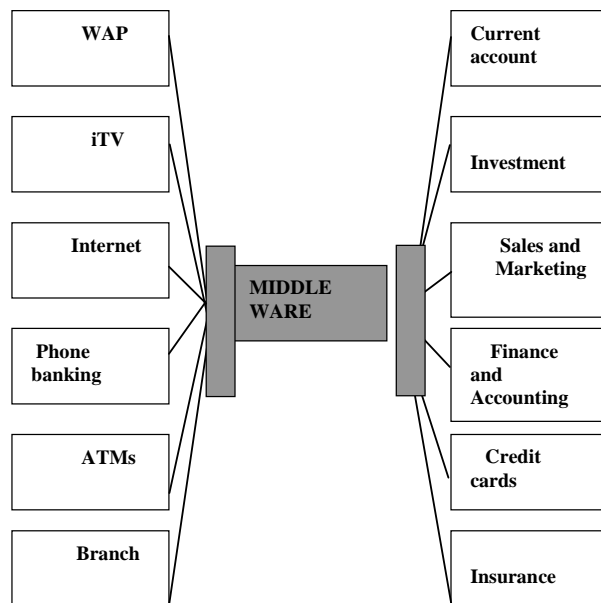 WAP
iTV
Internet
Phone
banking
ATMs
Branch
MIDDLE
WARE
Current
account
Investment
Sales and
Marketing
Finance
and
Accounting
Credit
cards
Insurance